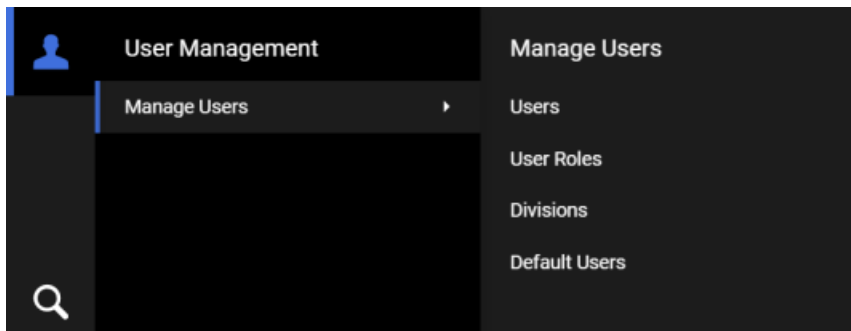 User Management
Manage Users
Manage Users
Users
User Roles
Divisions
Default Users